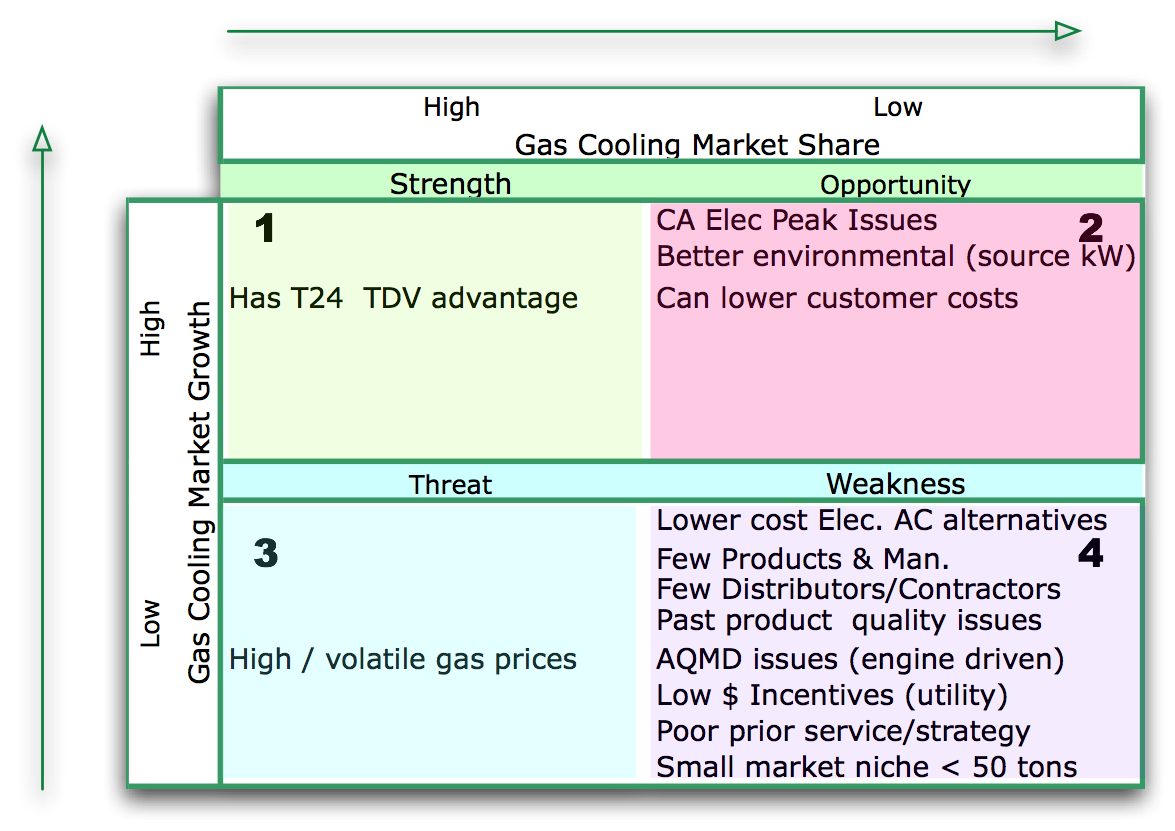 High Low
Gas Cooling Market Share
Strength Opportunity
High
Low
Gas Cooling Market Growth
1
Has T24  TDV advantage
2
CA Elec Peak Issues
Better environmental (source kW)
Can lower customer costs
Threat Weakness
3
High / volatile gas prices
Lower cost Elec. AC alternatives
4
Few Products & Man.
Few Distributors/Contractors
Past product  quality issues
AQMD issues (engine driven)
Low $ Incentives (utility)
Poor prior service/strategy
Small market niche < 50 tons